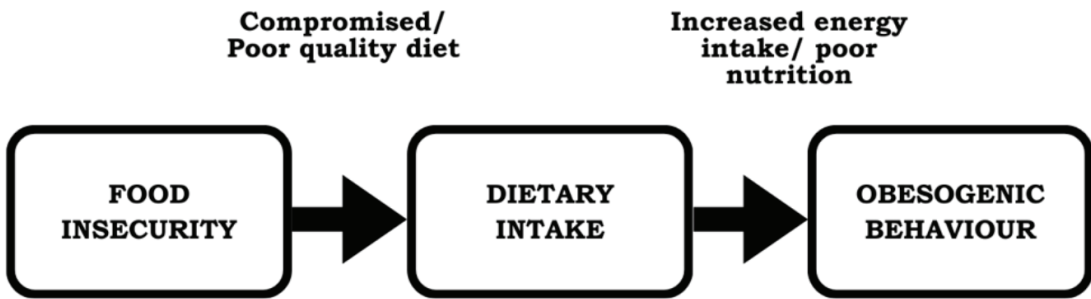 Compromised/
Poor quality diet
Increased energy
intake/ poor
nutrition
FOOD
INSECURITY
DIETARY
INTAKE
OBESOGENIC
BEHAVIOUR